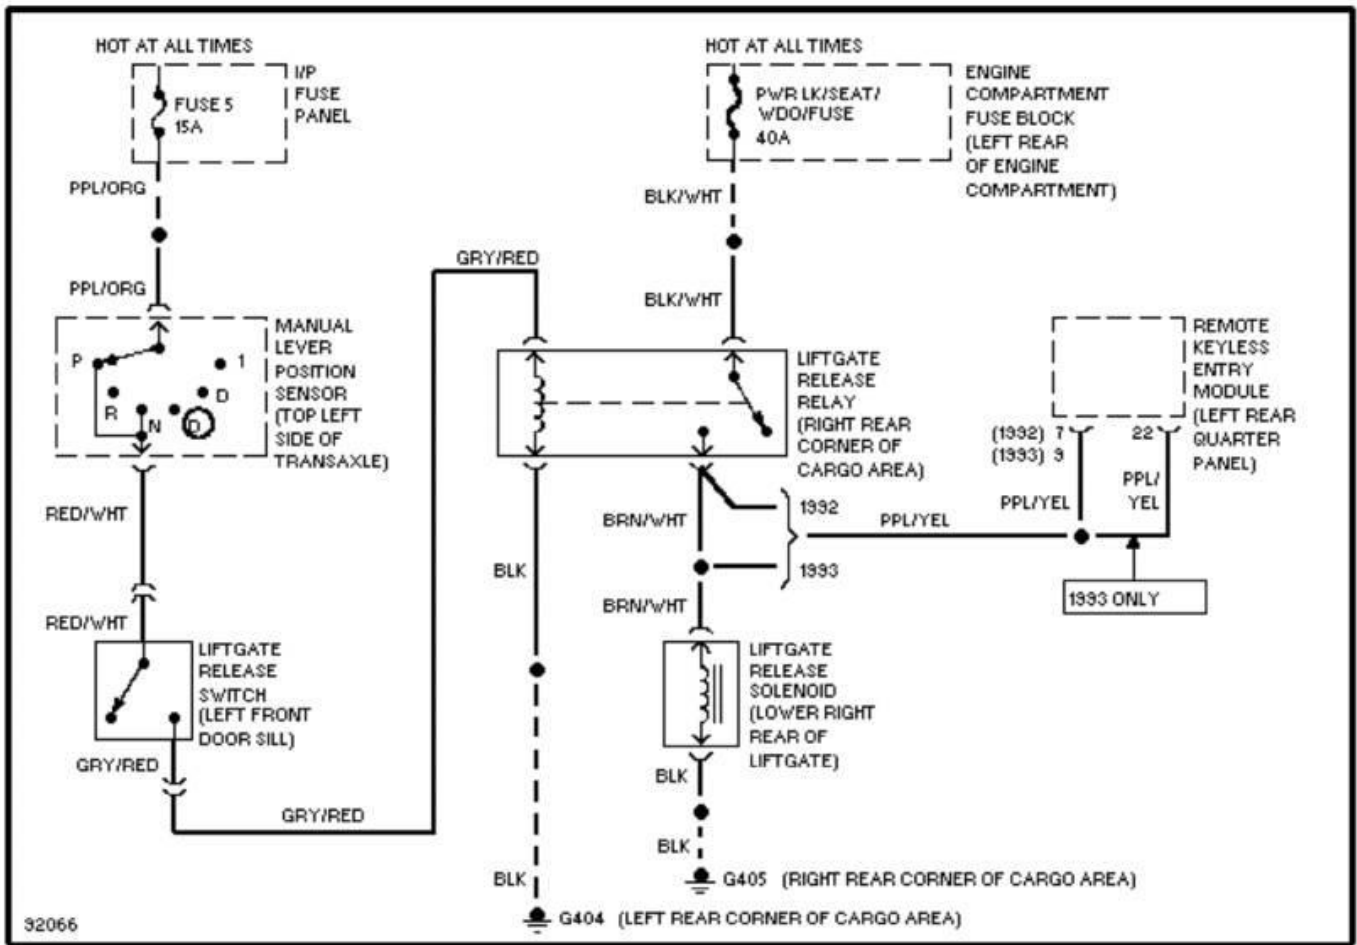 HOT AT ALL TIMES
I/P
FUSE
PANEL
FUSE 5
15A
PPL/ORG
PPL/ORG
MANUAL
LEVER
POSITION
SENSOR
(TOP LEFT
SIDE OF
TRANSAXLE)
P
R
N
D
D
1
RED/WHT
RED/WHT
LIFTGATE
RELEASE
SWITCH
(LEFT FRONT
DOOR SILL)
GRY/RED
GRY/RED
GRY/RED
HOT AT ALL TIMES
PWR LK/SEAT/
WDO/FUSE
40A
ENGINE
COMPARTMENT
FUSE BLOCK
(LEFT REAR
OF ENGINE
COMPARTMENT)
BLK/WHT
BLK/WHT
LIFTGATE
RELEASE
RELAY
(RIGHT REAR
CORNER OF
CARGO AREA)
REMOTE
KEYLESS
ENTRY
MODULE
(LEFT REAR
QUARTER
PANEL)
(1992) 7
(1993) 9
22
PPL/YEL
PPL/
YEL
PPL/YEL
1992
1993
1993 ONLY
BRN/WHT
BRN/WHT
BLK
LIFTGATE
RELEASE
SOLENOID
(LOWER RIGHT
REAR OF
LIFTGATE)
BLK
BLK
BLK
G405 (RIGHT REAR CORNER OF CARGO AREA)
G404 (LEFT REAR CORNER OF CARGO AREA)
92066